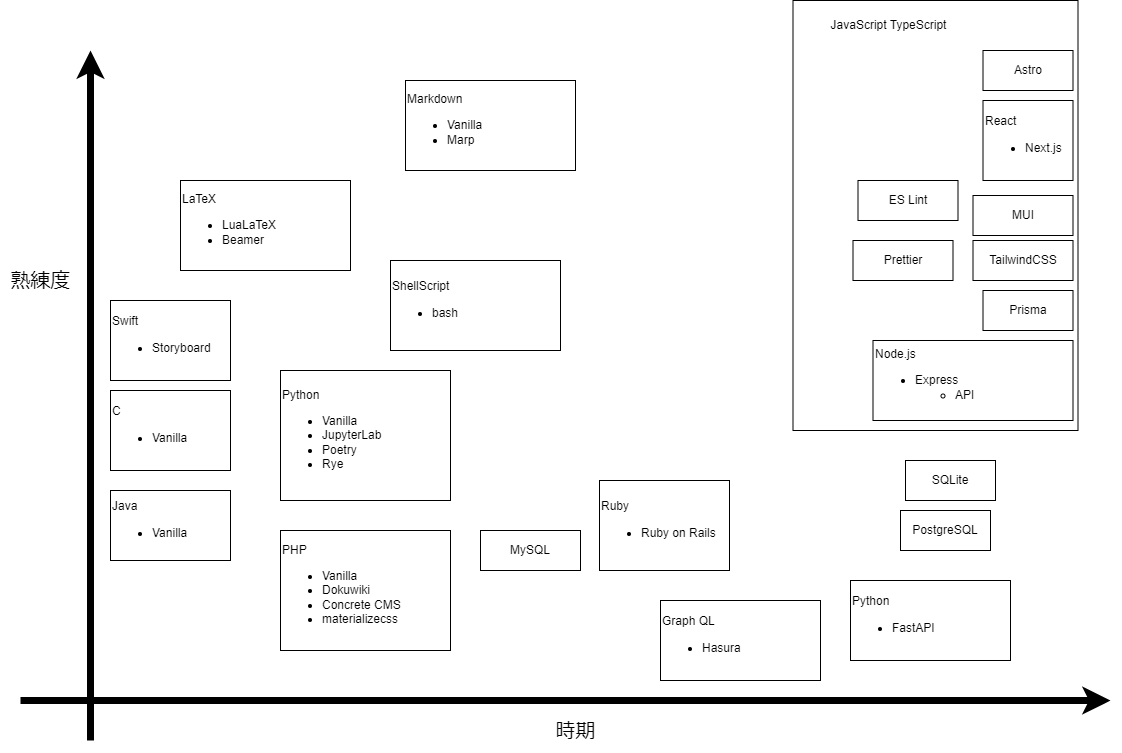 JavaScript TypeScript
Astro
React
Next.js
ES Lint
MUI
Prettier
TailwindCSS
Prisma
Node.js
Express
API
Markdown
Vanilla
Marp
LaTeX
LuaLaTeX
Beamer
熟練度
ShellScript
bash
Swift
Storyboard
C
Vanilla
Python
Vanilla
JupyterLab
Poetry
Rye
Java
Vanilla
PHP
Vanilla
Dokuwiki
Concrete CMS
materializecss
MySQL
Ruby
Ruby on Rails
SQLite
PostgreSQL
Graph QL
Hasura
Python
FastAPI
時期